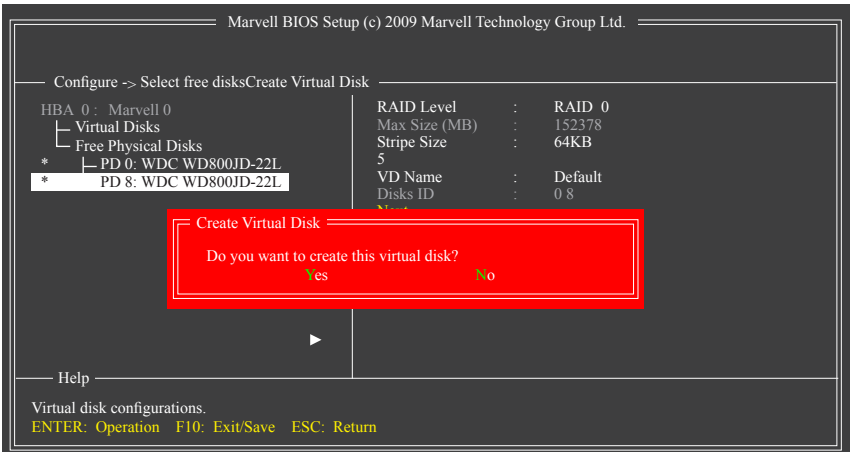 Marvell BIOS Setup (c) 2009 Marvell Technology Group Ltd.
Configure -> Select free disksCreate Virtual Disk
HBA 0 : Marvell 0
Virtual Disks
Free Physical Disks
* PD 0: WDC WD800JD-22L
* PD 8: WDC WD800JD-22L
RAID Level : RAID 0
Max Size (MB) : 152378
Stripe Size : 64KB
5
VD Name : Default
Disks ID : 0 8
Next
Create Virtual Disk
Do you want to create this virtual disk?
Yes No
Help
Virtual disk configurations.
ENTER: Operation F10: Exit/Save ESC: Return